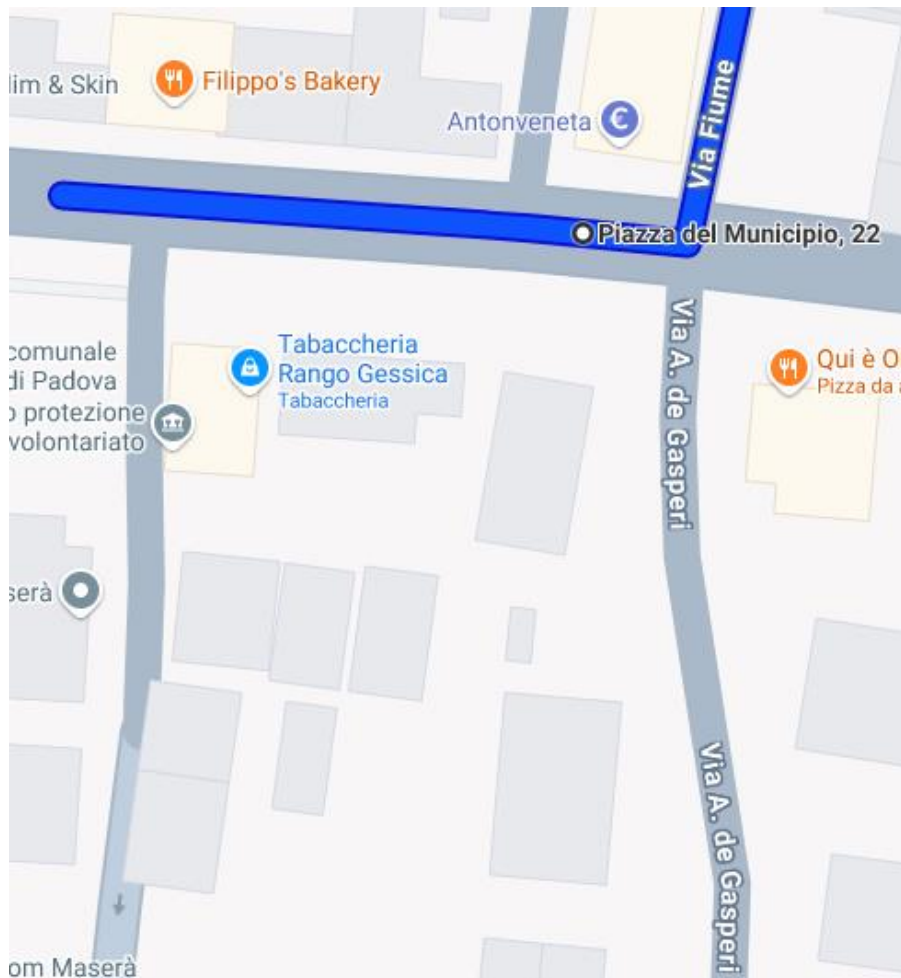 lim & Skin
Filippo's Bakery
Antonveneta
Via Fiume
Piazza del Municipio, 22
comunale
di Padova
o protezione
volontariato
Tabaccheria
Rango Gessica
Tabaccheria
Via A. de Gasperi
Qui è O
Pizza da a
serà
Via A. de Gasperi
om Maserà